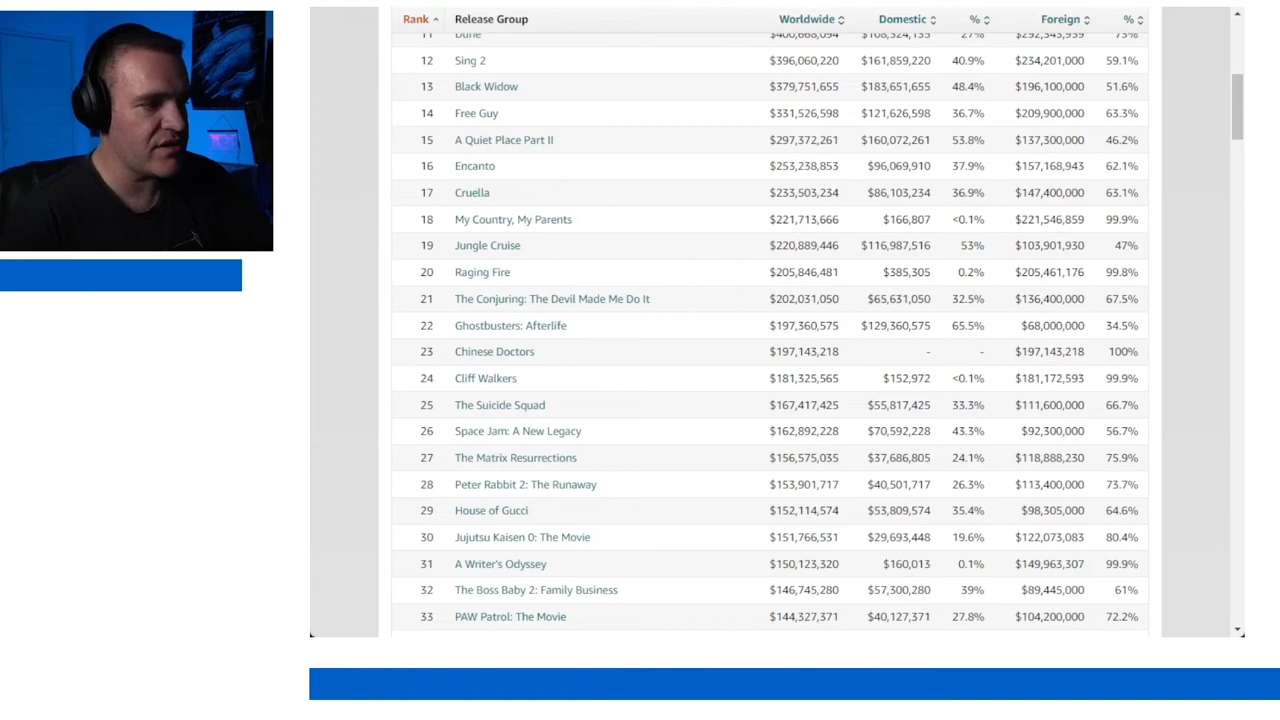 Rank Release Group Worldwide Domestic % Foreign %
11 Dune $400,668,094 $108,324,135 27% $292,343,959 73%
12 Sing 2 $396,060,220 $161,859,220 40.9% $234,201,000 59.1%
13 Black Widow $379,751,655 $183,651,655 48.4% $196,100,000 51.6%
14 Free Guy $331,526,598 $121,626,598 36.7% $209,900,000 63.3%
15 A Quiet Place Part II $297,372,261 $160,072,261 53.8% $137,300,000 46.2%
16 Encanto $253,238,853 $96,069,910 37.9% $157,168,943 62.1%
17 Cruella $233,503,234 $86,103,234 36.9% $147,400,000 63.1%
18 My Country, My Parents $221,713,666 $166,807 <0.1% $221,546,859 99.9%
19 Jungle Cruise $220,889,446 $116,987,516 53% $103,901,930 47%
20 Raging Fire $205,846,481 $385,305 0.2% $205,461,176 99.8%
21 The Conjuring: The Devil Made Me Do It $202,031,050 $65,631,050 32.5% $136,400,000 67.5%
22 Ghostbusters: Afterlife $197,360,575 $129,360,575 65.5% $68,000,000 34.5%
23 Chinese Doctors $197,143,218 - - $197,143,218 100%
24 Cliff Walkers $181,325,565 $152,972 <0.1% $181,172,593 99.9%
25 The Suicide Squad $167,417,425 $55,817,425 33.3% $111,600,000 66.7%
26 Space Jam: A New Legacy $162,892,228 $70,592,228 43.3% $92,300,000 56.7%
27 The Matrix Resurrections $156,575,035 $37,686,805 24.1% $118,888,230 75.9%
28 Peter Rabbit 2: The Runaway $153,901,717 $40,501,717 26.3% $113,400,000 73.7%
29 House of Gucci $152,114,574 $53,809,574 35.4% $98,305,000 64.6%
30 Jujutsu Kaisen 0: The Movie $151,766,531 $29,693,448 19.6% $122,073,083 80.4%
31 A Writer's Odyssey $150,123,320 $160,013 0.1% $149,963,307 99.9%
32 The Boss Baby 2: Family Business $146,745,280 $57,300,280 39% $89,445,000 61%
33 PAW Patrol: The Movie $144,327,371 $40,127,371 27.8% $104,200,000 72.2%